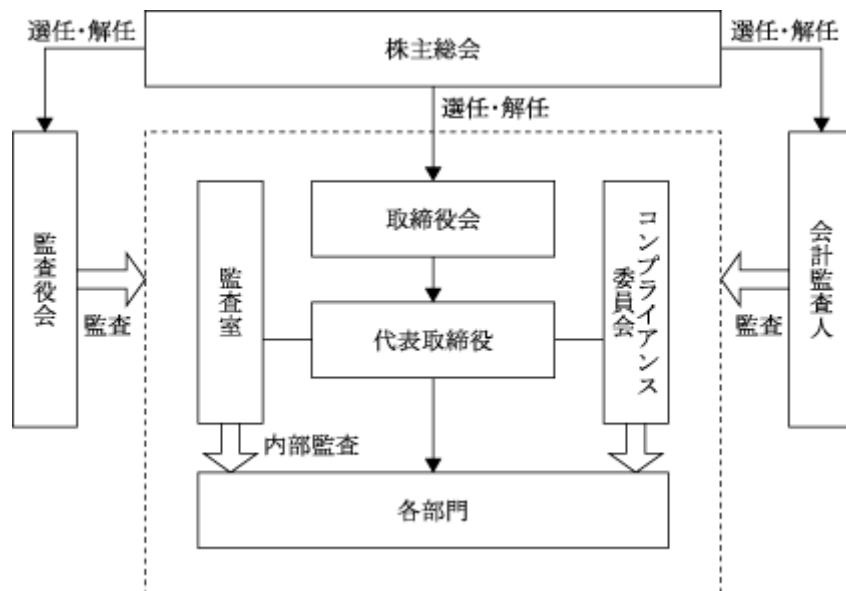 選任・解任
株主総会
選任・解任
選任・解任
監査役会
監査
監査室
取締役会
代表取締役
コンプライアンス
委員会
監査
会計監査人
内部監査
各部門